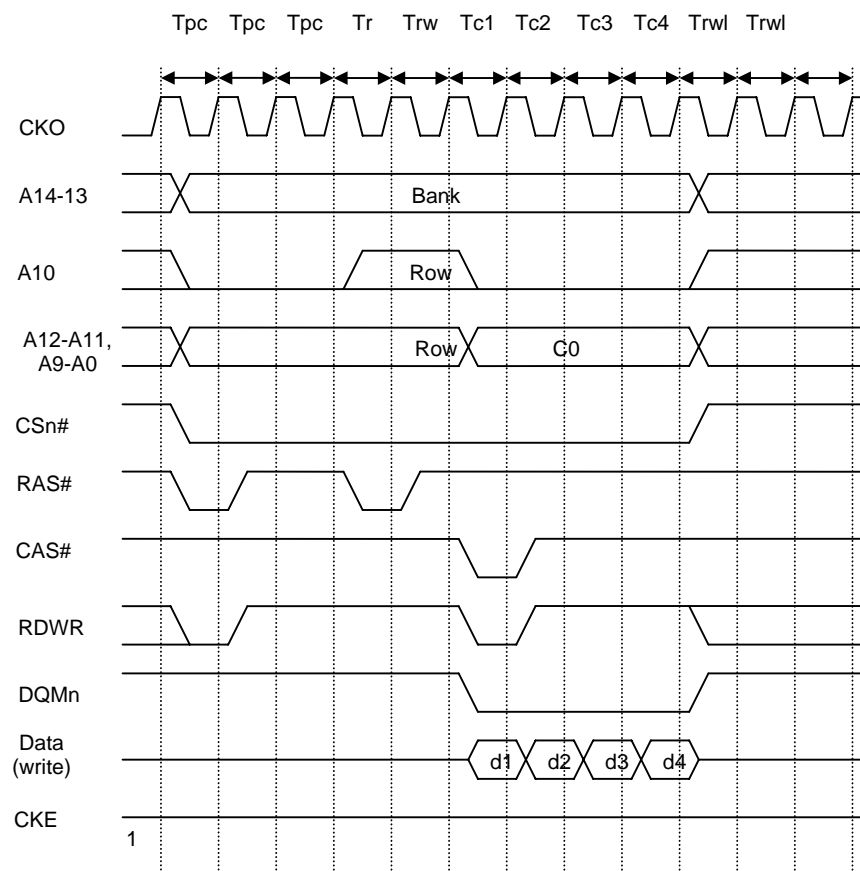 Tpc Tpc Tpc Tr Trw Tc1 Tc2 Tc3 Tc4 Trwl Trwl
CKO
A14-13 Bank
A10 Row
A12-A11,
A9-A0 Row C0
CSn#
RAS#
CAS#
RDWR
DQMn
Data
(write) d1 d2 d3 d4
CKE
1